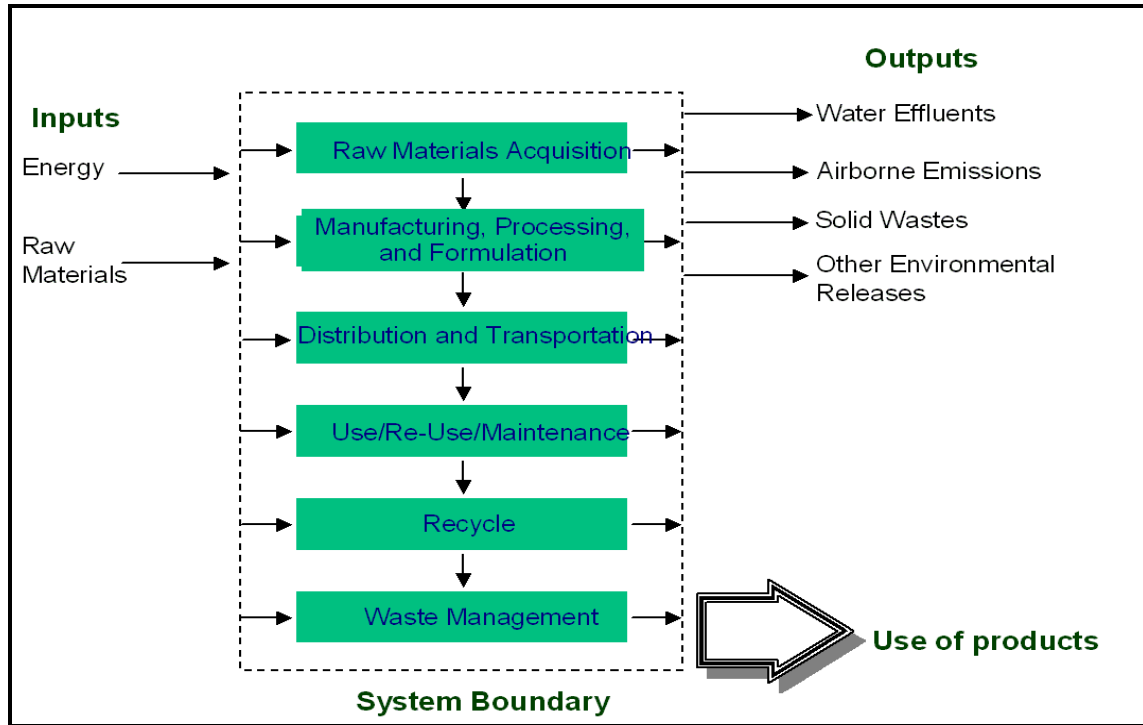 Inputs
Energy
Raw
Materials
Raw Materials Acquisition
Manufacturing, Processing,
and Formulation
Distribution and Transportation
Use/Re-Use/Maintenance
Recycle
Waste Management
System Boundary
Outputs
Water Effluents
Airborne Emissions
Solid Wastes
Other Environmental
Releases
Use of products